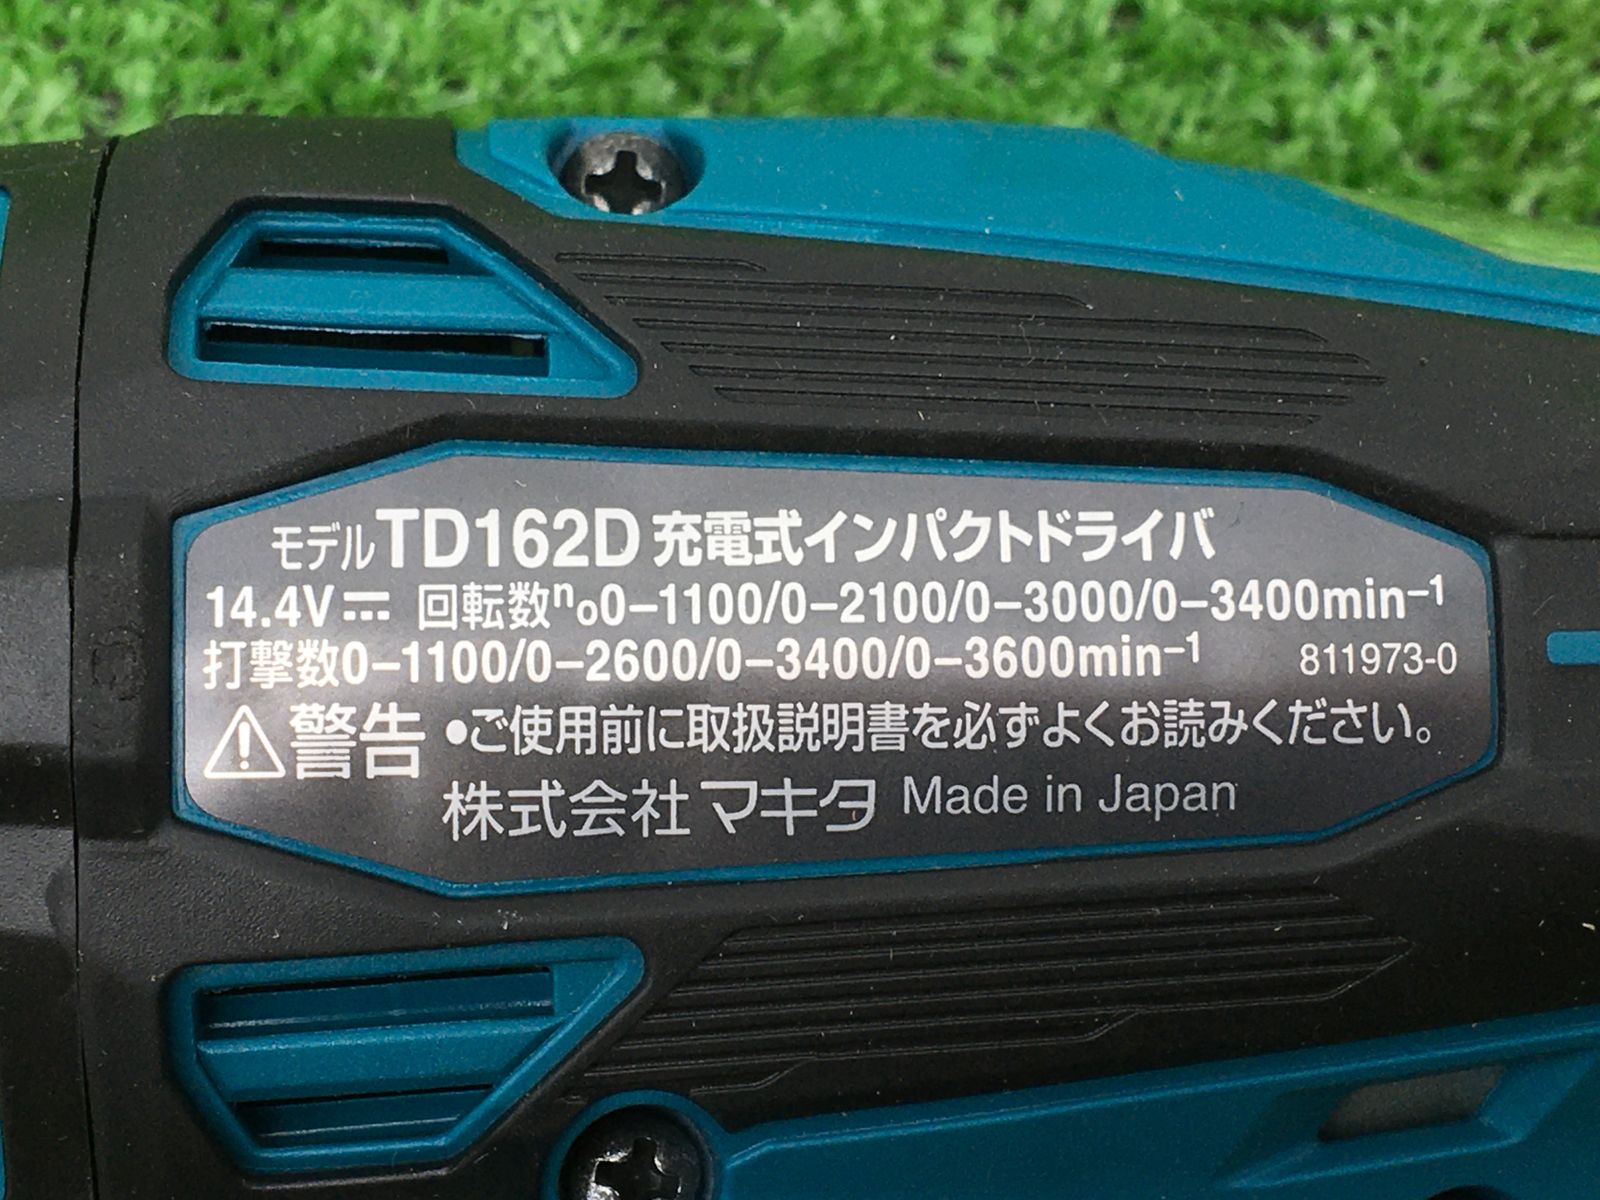 モデルTD162D 充電式インパクトドライバ
14.4V⎓ 回転数n₀0–1100/0–2100/0–3000/0–3400min⁻¹
打撃数0–1100/0–2600/0–3400/0–3600min⁻¹ 811973-0
⚠警告 •ご使用前に取扱説明書を必ずよくお読みください。
株式会社マキタ Made in Japan